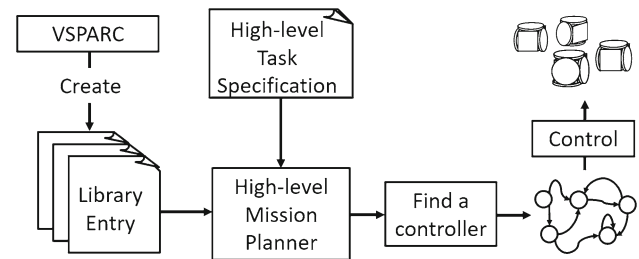 VSPARC
Create
Library
Entry
High-level
Task
Specification
High-level
Mission
Planner
Find a
controller
Control